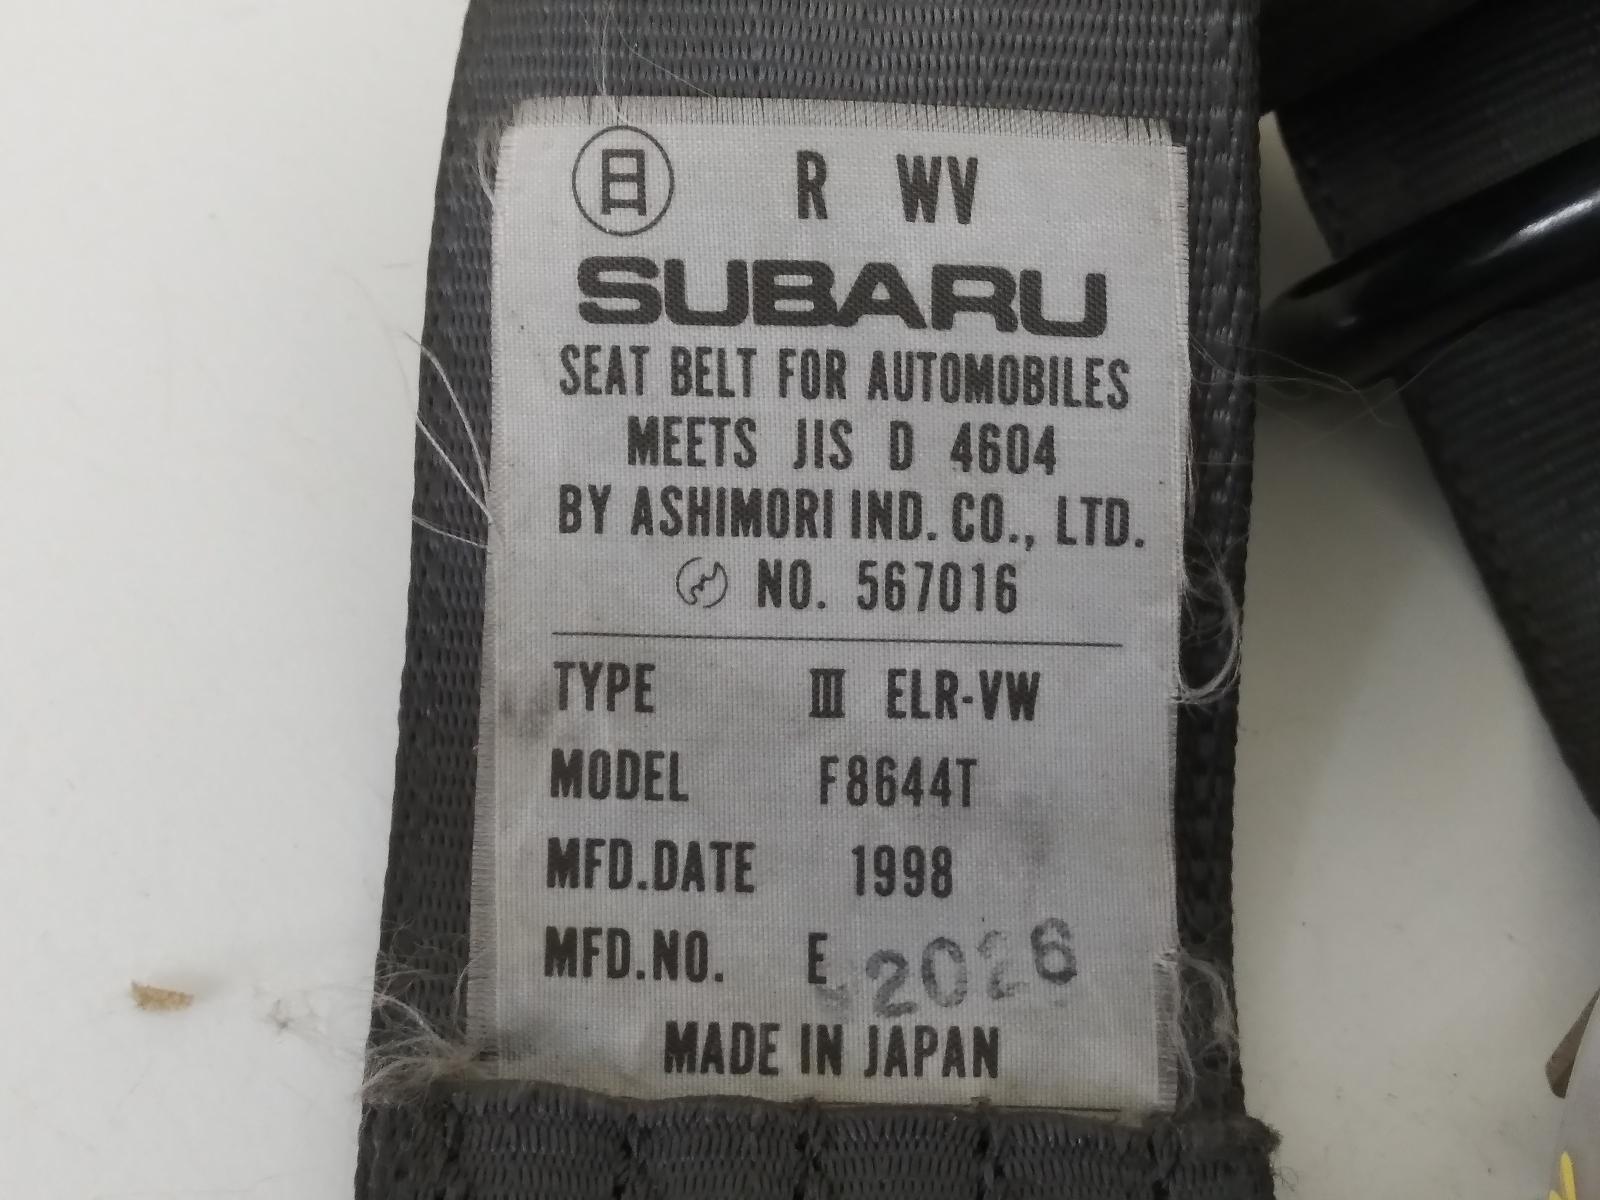 日 R WV
SUBARU
SEAT BELT FOR AUTOMOBILES
MEETS JIS D 4604
BY ASHIMORI IND. CO., LTD.
NO. 567016
TYPE III ELR-VW
MODEL F8644T
MFD.DATE 1998
MFD.NO. E 2026
MADE IN JAPAN